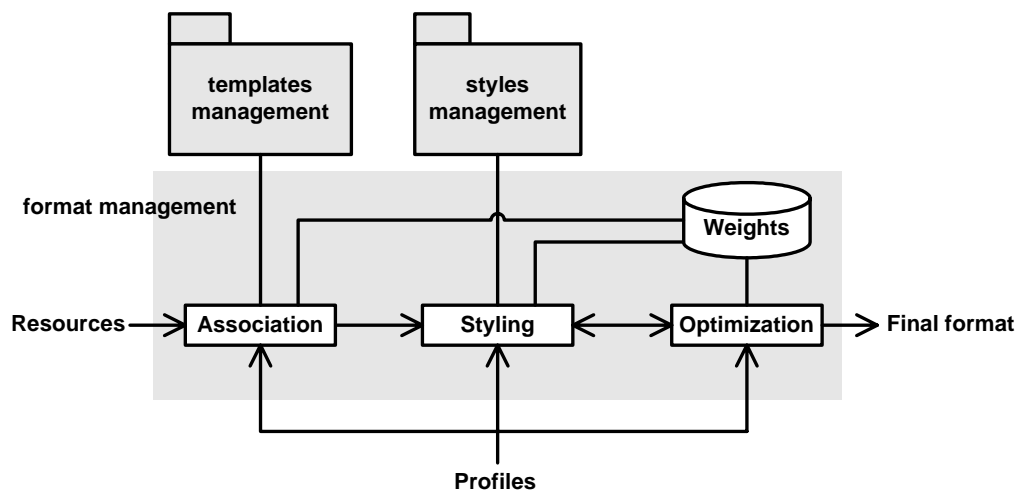 templates
management
styles
management
format management
Weights
Resources
Association
Styling
Optimization
Final format
Profiles